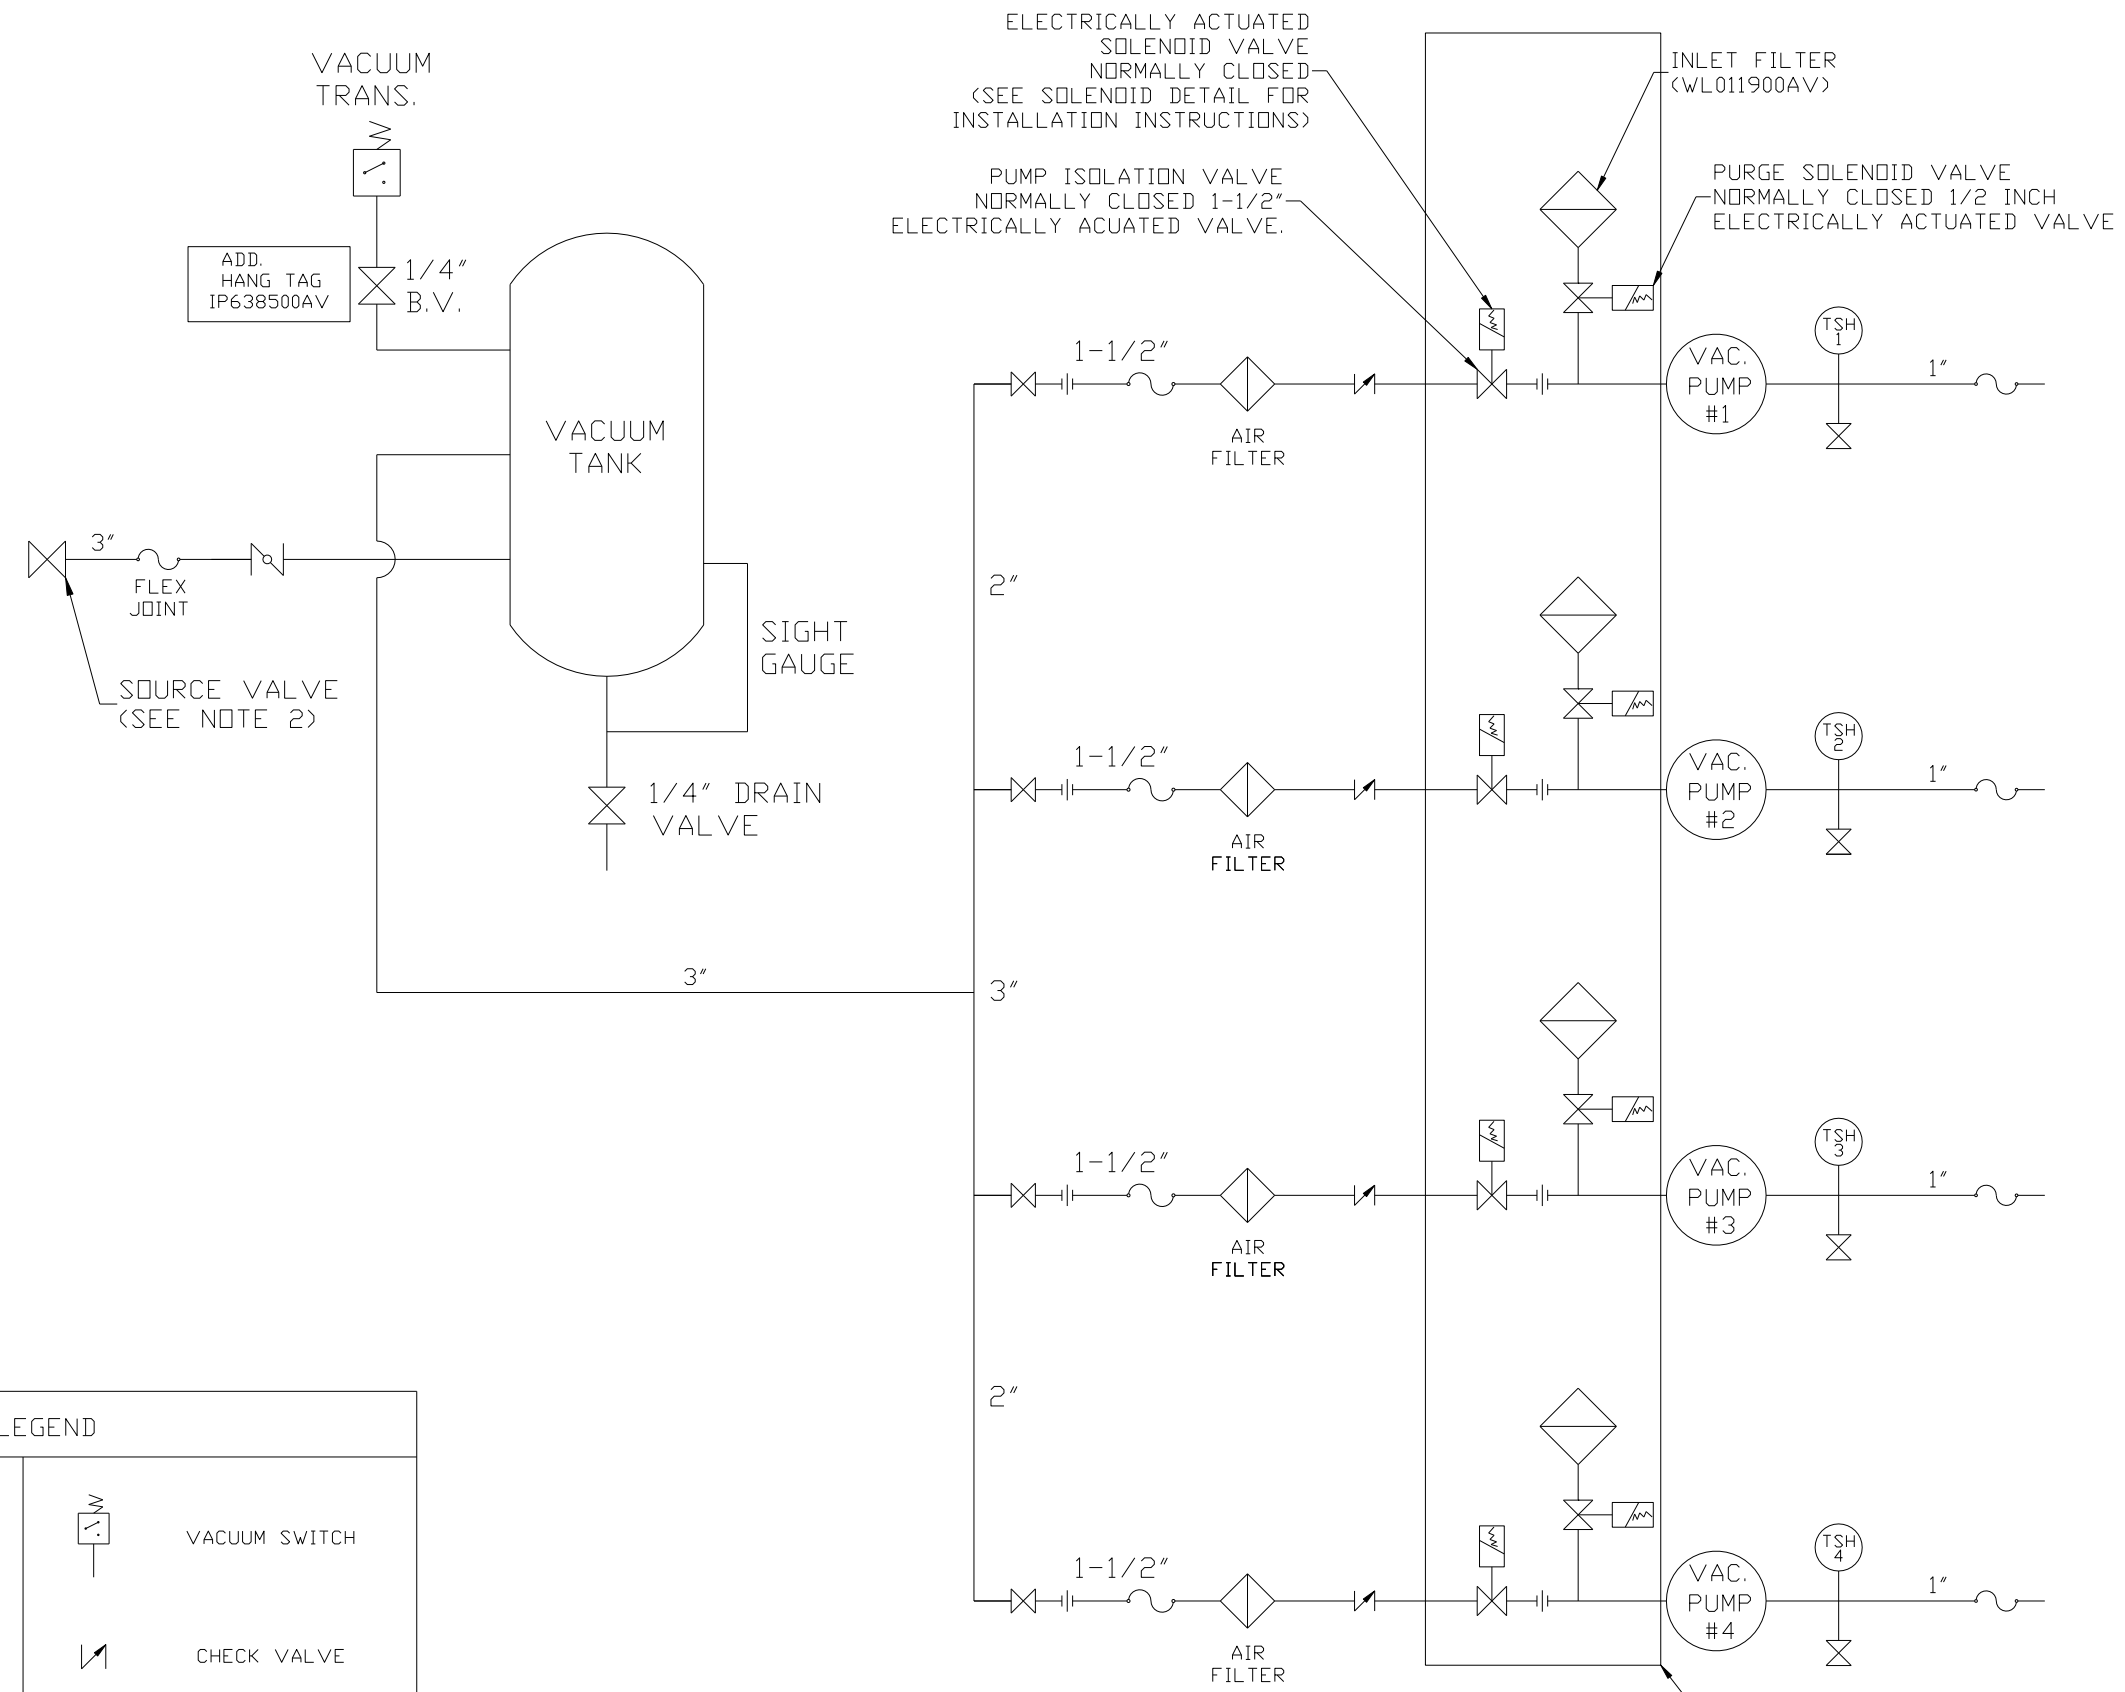 ELECTRICALLY ACTUATED
SOLENOID VALVE
NORMALLY CLOSED
(SEE SOLENOID DETAIL FOR
INSTALLATION INSTRUCTIONS)
INLET FILTER
(WL011900AV)
VACUUM
TRANS.
PUMP ISOLATION VALVE
NORMALLY CLOSED 1-1/2"
ELECTRICALLY ACUATED VALVE.
PURGE SOLENOID VALVE
NORMALLY CLOSED 1/2 INCH
ELECTRICALLY ACTUATED VALVE
ADD.
HANG TAG
IP638500AV
1/4"
B.V.
VACUUM
TANK
1-1/2"
AIR
FILTER
VAC.
PUMP
#1
TSH
1
1"
3"
FLEX
JOINT
SOURCE VALVE
(SEE NOTE 2)
SIGHT
GAUGE
2"
1/4" DRAIN
VALVE
1-1/2"
AIR
FILTER
VAC.
PUMP
#2
TSH
2
1"
3"
3"
1-1/2"
AIR
FILTER
VAC.
PUMP
#3
TSH
3
1"
2"
1-1/2"
AIR
FILTER
VAC.
PUMP
#4
TSH
4
1"
LEGEND
VACUUM SWITCH
CHECK VALVE